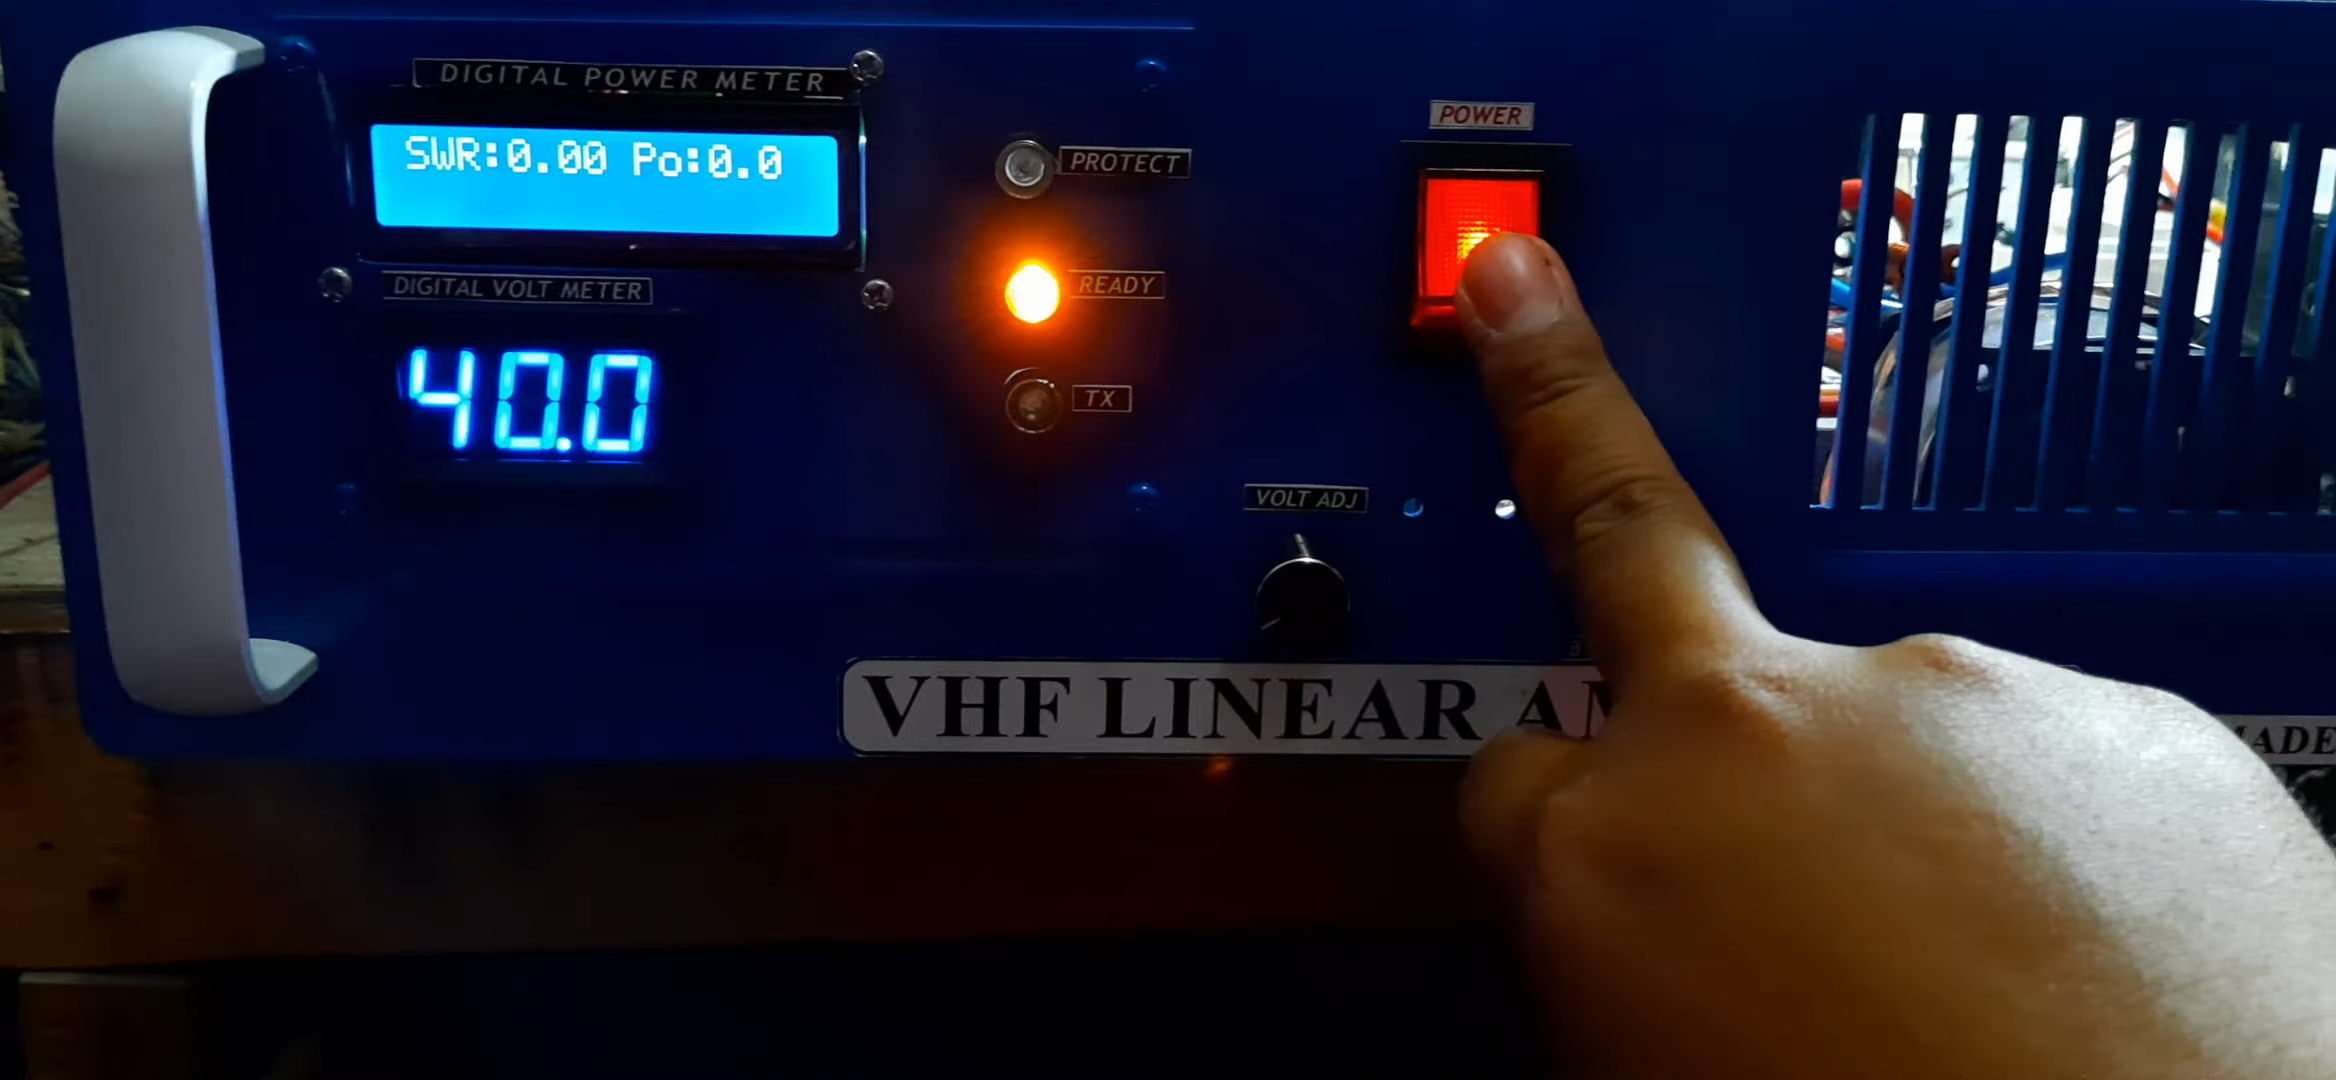 DIGITAL POWER METER
SWR:0.00 Po:0.0
DIGITAL VOLT METER
40.0
PROTECT
READY
TX
POWER
VOLT ADJ
VHF LINEAR